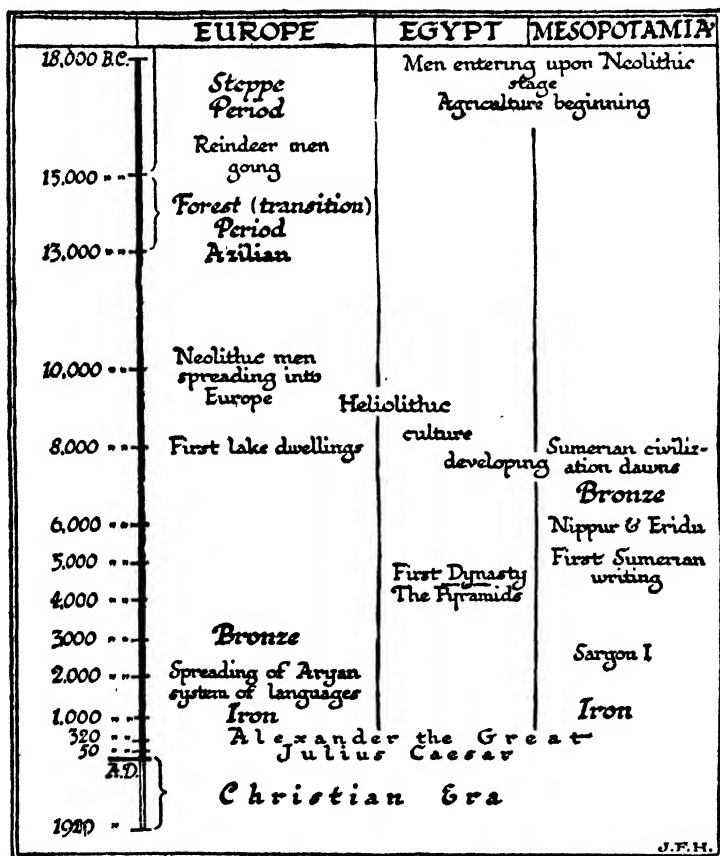 EUROPE EGYPT MESOPOTAMIA
18,000 B.C.
Men entering upon Neolithic
stage
Agriculture beginning
Steppe
Period
Reindeer men
going
15,000 " "
Forest (transition)
Period
13,000 " "
Azilian
10,000 " "
Neolithic men
spreading into
Europe
Heliolithic
culture
developing
8,000 " "
First lake dwellings
Sumerian civiliz-
ation dawns
Bronze
6,000 " "
Nippur & Eridu
5,000 " "
First Sumerian
writing
First Dynasty
The Pyramids
4,000 " "
3000 " "
Bronze
Sargon I
2,000 " "
Spreading of Aryan
system of languages
Iron
Iron
1,000 " "
320 " "
Alexander the Great
50 " "
Julius Caesar
A.D.
Christian Era
1920 "
J.F.H.